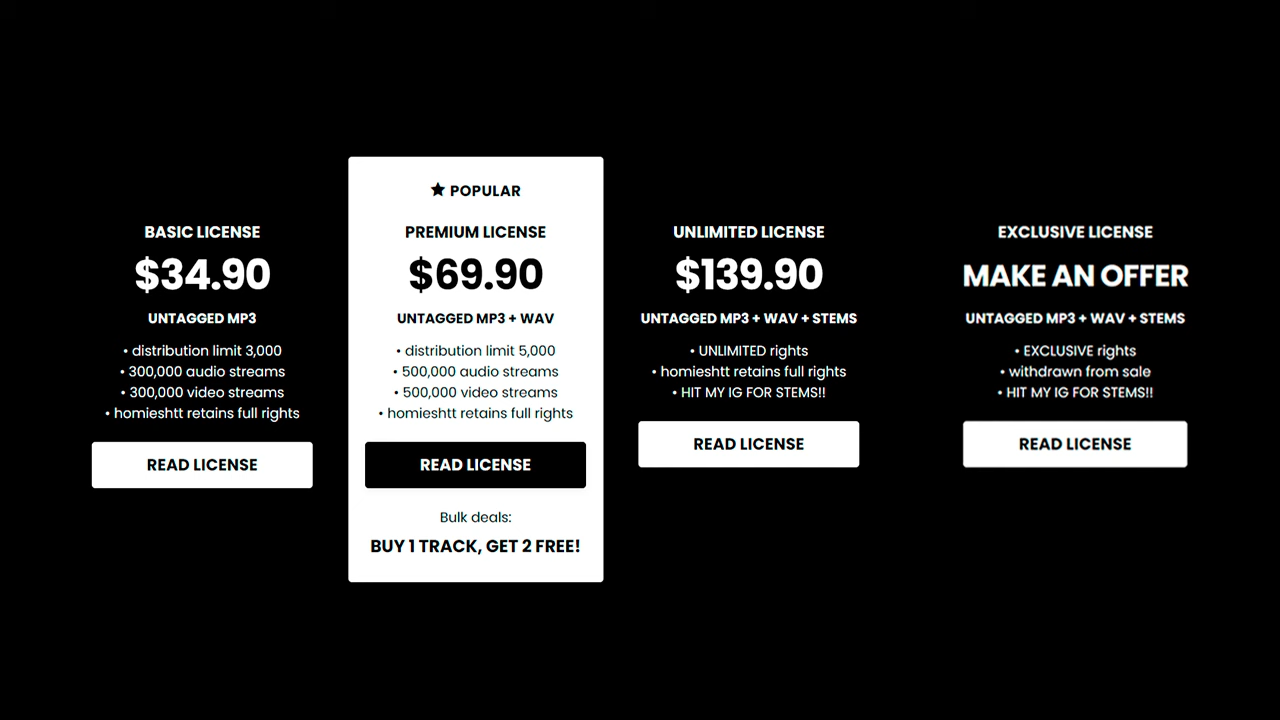 BASIC LICENSE
$34.90
UNTAGGED MP3
• distribution limit 3,000
• 300,000 audio streams
• 300,000 video streams
• homieshtt retains full rights
READ LICENSE
★ POPULAR
PREMIUM LICENSE
$69.90
UNTAGGED MP3 + WAV
• distribution limit 5,000
• 500,000 audio streams
• 500,000 video streams
• homieshtt retains full rights
READ LICENSE
Bulk deals:
BUY 1 TRACK, GET 2 FREE!
UNLIMITED LICENSE
$139.90
UNTAGGED MP3 + WAV + STEMS
• UNLIMITED rights
• homieshtt retains full rights
• HIT MY IG FOR STEMS!!
READ LICENSE
EXCLUSIVE LICENSE
MAKE AN OFFER
UNTAGGED MP3 + WAV + STEMS
• EXCLUSIVE rights
• withdrawn from sale
• HIT MY IG FOR STEMS!!
READ LICENSE